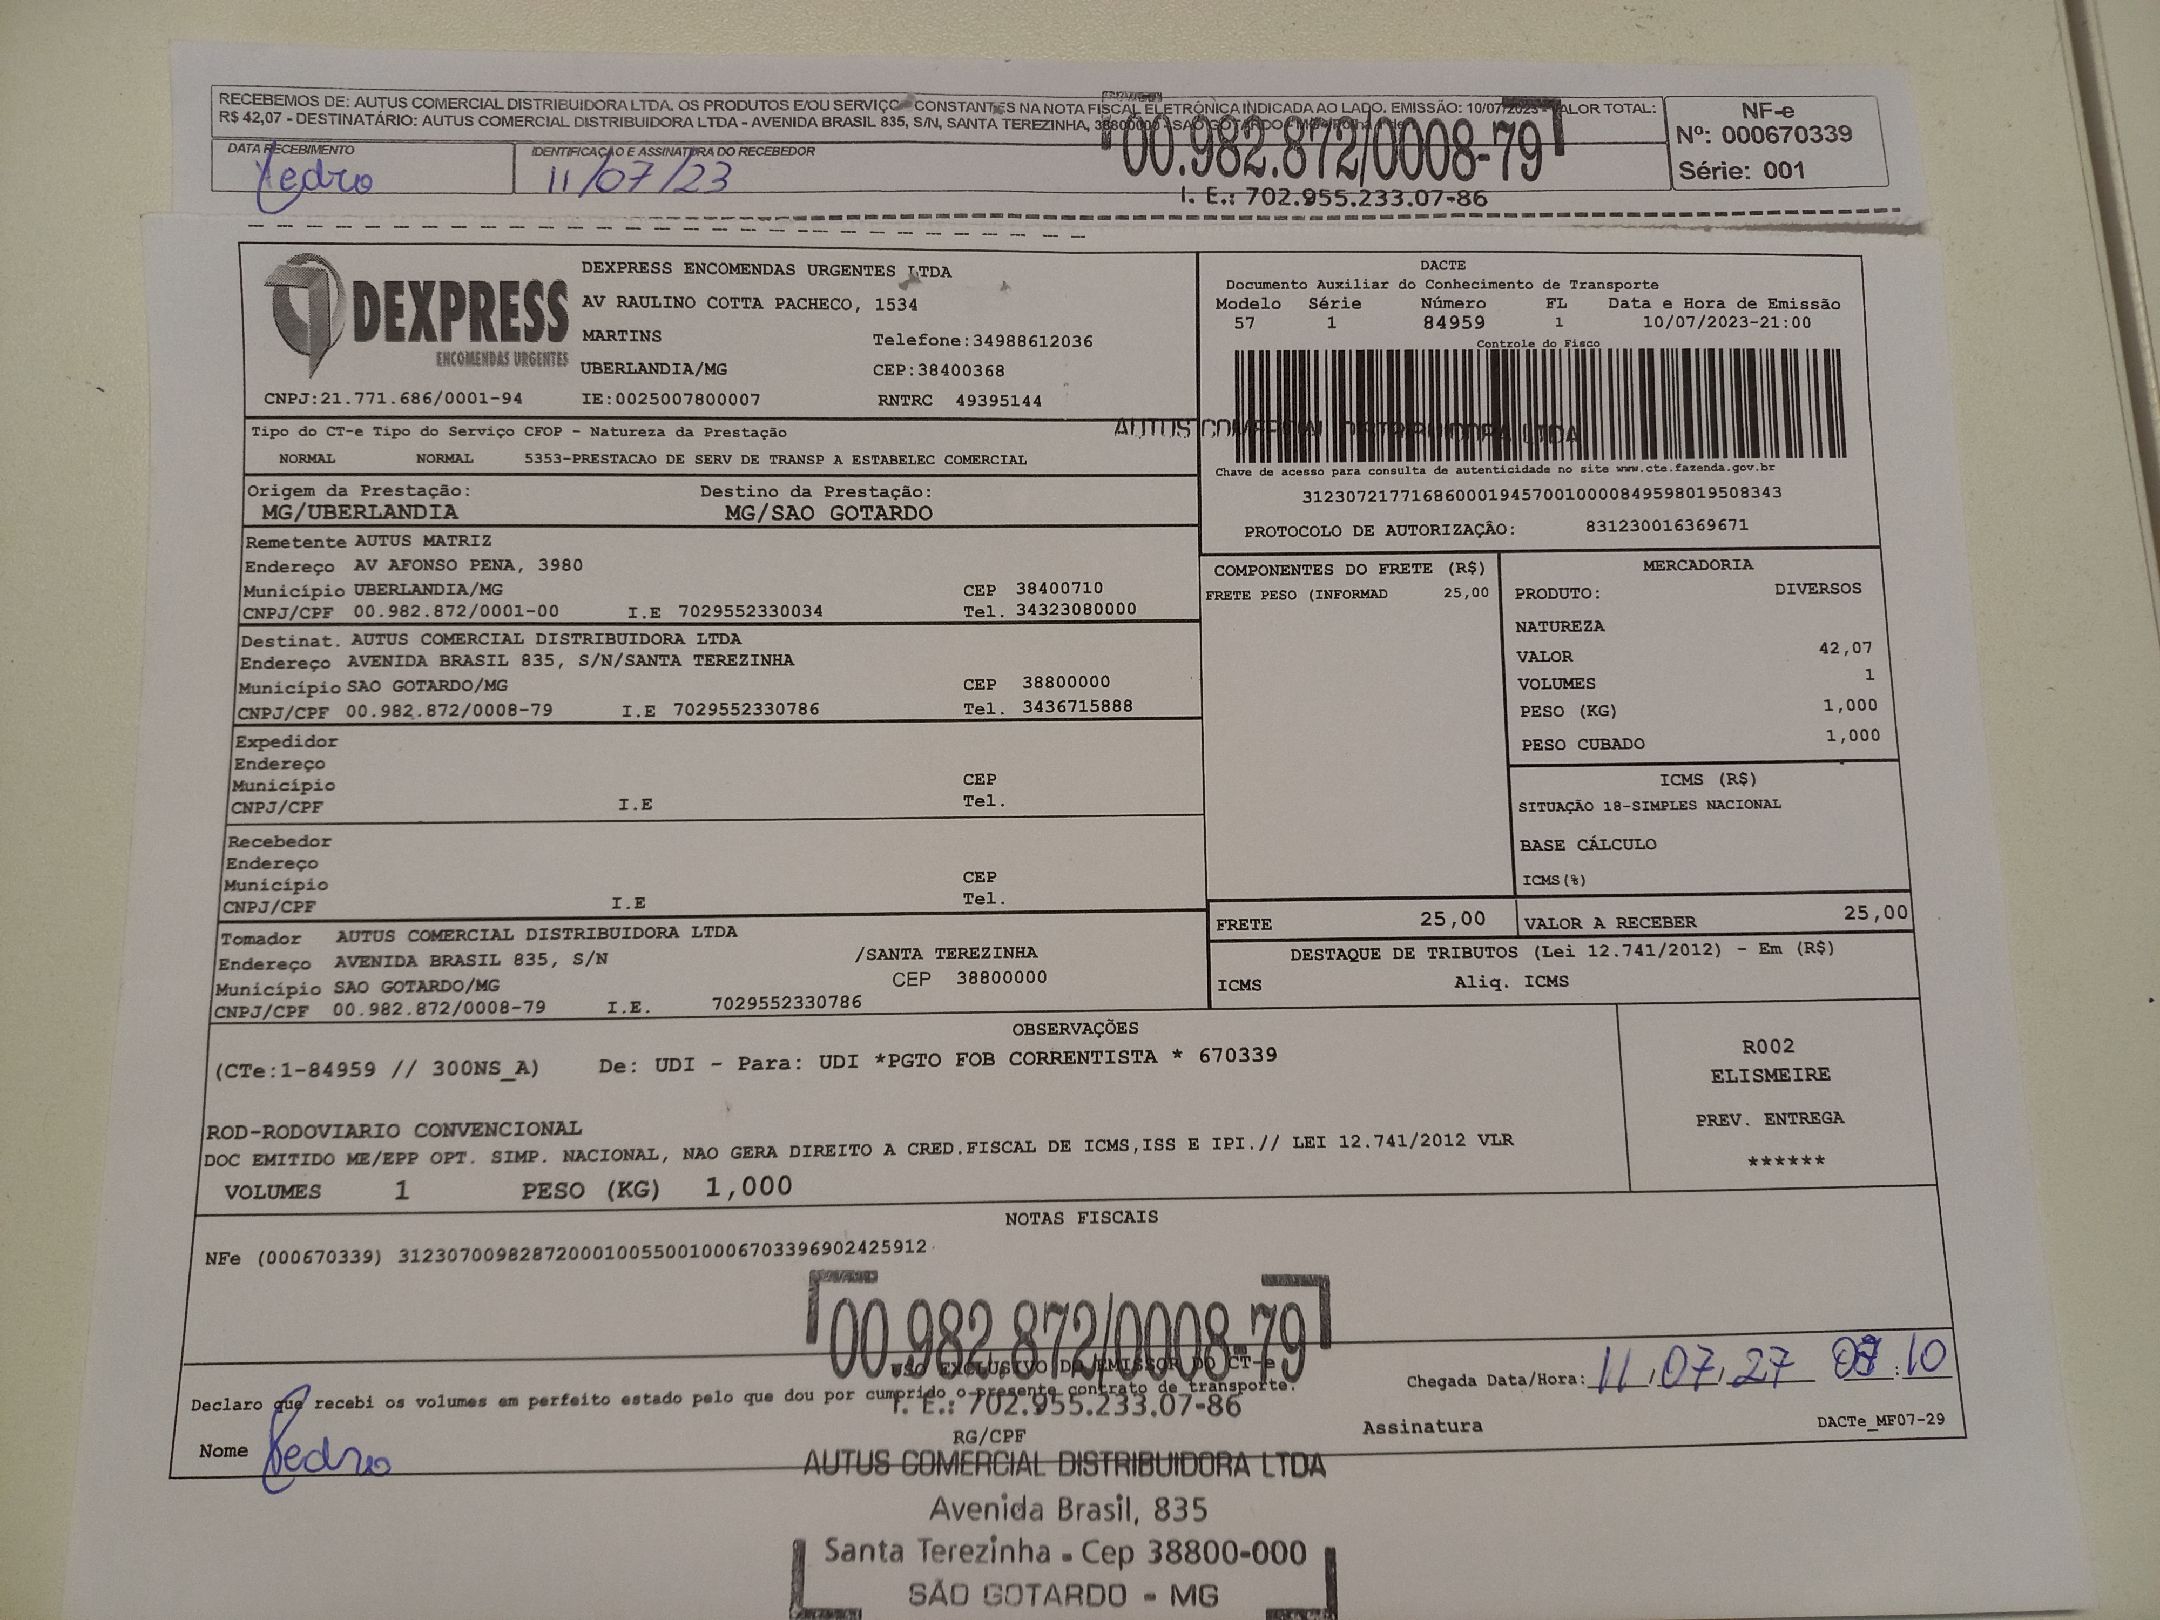 RECEBEMOS DE: AUTUS COMERCIAL DISTRIBUIDORA LTDA. OS PRODUTOS E/OU SERVIÇO CONSTANTES NA NOTA FISCAL ELETRÔNICA INDICADA AO LADO. EMISSÃO: 10/07/2023 - VALOR TOTAL:
R$ 42,07 - DESTINATÁRIO: AUTUS COMERCIAL DISTRIBUIDORA LTDA - AVENIDA BRASIL 835, S/N, SANTA TEREZINHA, 38800000 - SAO GOTARDO - MG
DATA RECEBIMENTO
IDENTIFICAÇÃO E ASSINATURA DO RECEBEDOR
Pedro
11/07/23
NF-e
Nº: 000670339
Série: 001
00.982.872/0008-79
I. E.: 702.955.233.07-86
DEXPRESS
ENCOMENDAS URGENTES
DEXPRESS ENCOMENDAS URGENTES LTDA
AV RAULINO COTTA PACHECO, 1534
MARTINS Telefone:34988612036
UBERLANDIA/MG CEP:38400368
CNPJ:21.771.686/0001-94 IE:0025007800007 RNTRC 49395144
DACTE
Documento Auxiliar do Conhecimento de Transporte
Modelo Série Número FL Data e Hora de Emissão
57 1 84959 1 10/07/2023-21:00
Controle do Fisco
AUTUS COMERCIAL DISTRIBUIDORA LTDA
Chave de acesso para consulta de autenticidade no site www.cte.fazenda.gov.br
31230721771686000194570010000849598019508343
PROTOCOLO DE AUTORIZAÇÃO: 831230016369671
Tipo do CT-e Tipo do Serviço CFOP - Natureza da Prestação
NORMAL NORMAL 5353-PRESTACAO DE SERV DE TRANSP A ESTABELEC COMERCIAL
Origem da Prestação: Destino da Prestação:
MG/UBERLANDIA MG/SAO GOTARDO
Remetente AUTUS MATRIZ
Endereço AV AFONSO PENA, 3980
Município UBERLANDIA/MG CEP 38400710
CNPJ/CPF 00.982.872/0001-00 I.E 7029552330034 Tel. 34323080000
Destinat. AUTUS COMERCIAL DISTRIBUIDORA LTDA
Endereço AVENIDA BRASIL 835, S/N/SANTA TEREZINHA
Município SAO GOTARDO/MG CEP 38800000
CNPJ/CPF 00.982.872/0008-79 I.E 7029552330786 Tel. 3436715888
Expedidor
Endereço
Município CEP
CNPJ/CPF I.E Tel.
Recebedor
Endereço
Município CEP
CNPJ/CPF I.E Tel.
Tomador AUTUS COMERCIAL DISTRIBUIDORA LTDA
Endereço AVENIDA BRASIL 835, S/N /SANTA TEREZINHA
Município SAO GOTARDO/MG CEP 38800000
CNPJ/CPF 00.982.872/0008-79 I.E. 7029552330786
COMPONENTES DO FRETE (R$)
FRETE PESO (INFORMAD 25,00
MERCADORIA
PRODUTO: DIVERSOS
NATUREZA
VALOR 42,07
VOLUMES 1
PESO (KG) 1,000
PESO CUBADO 1,000
ICMS (R$)
SITUAÇÃO 18-SIMPLES NACIONAL
BASE CÁLCULO
ICMS(%)
FRETE 25,00 VALOR A RECEBER 25,00
DESTAQUE DE TRIBUTOS (Lei 12.741/2012) - Em (R$)
ICMS Aliq. ICMS
OBSERVAÇÕES
(CTe:1-84959 // 300NS_A) De: UDI - Para: UDI *PGTO FOB CORRENTISTA * 670339
ROD-RODOVIARIO CONVENCIONAL
DOC EMITIDO ME/EPP OPT. SIMP. NACIONAL, NAO GERA DIREITO A CRED.FISCAL DE ICMS,ISS E IPI.// LEI 12.741/2012 VLR
VOLUMES 1 PESO (KG) 1,000
R002
ELISMEIRE
PREV. ENTREGA
******
NOTAS FISCAIS
NFe (000670339) 31230700982872000100550010006703396902425912
00.982.872/0008-79
USO EXCLUSIVO DO EMISSOR DO CT-e
Declaro que recebi os volumes em perfeito estado pelo que dou por cumprido o presente contrato de transporte.
Chegada Data/Hora: 11,07,27 08:10
I. E.: 702.955.233.07-86
Nome Pedro RG/CPF Assinatura DACTe_MF07-29
AUTUS COMERCIAL DISTRIBUIDORA LTDA
Avenida Brasil, 835
Santa Terezinha - Cep 38800-000
SÃO GOTARDO - MG